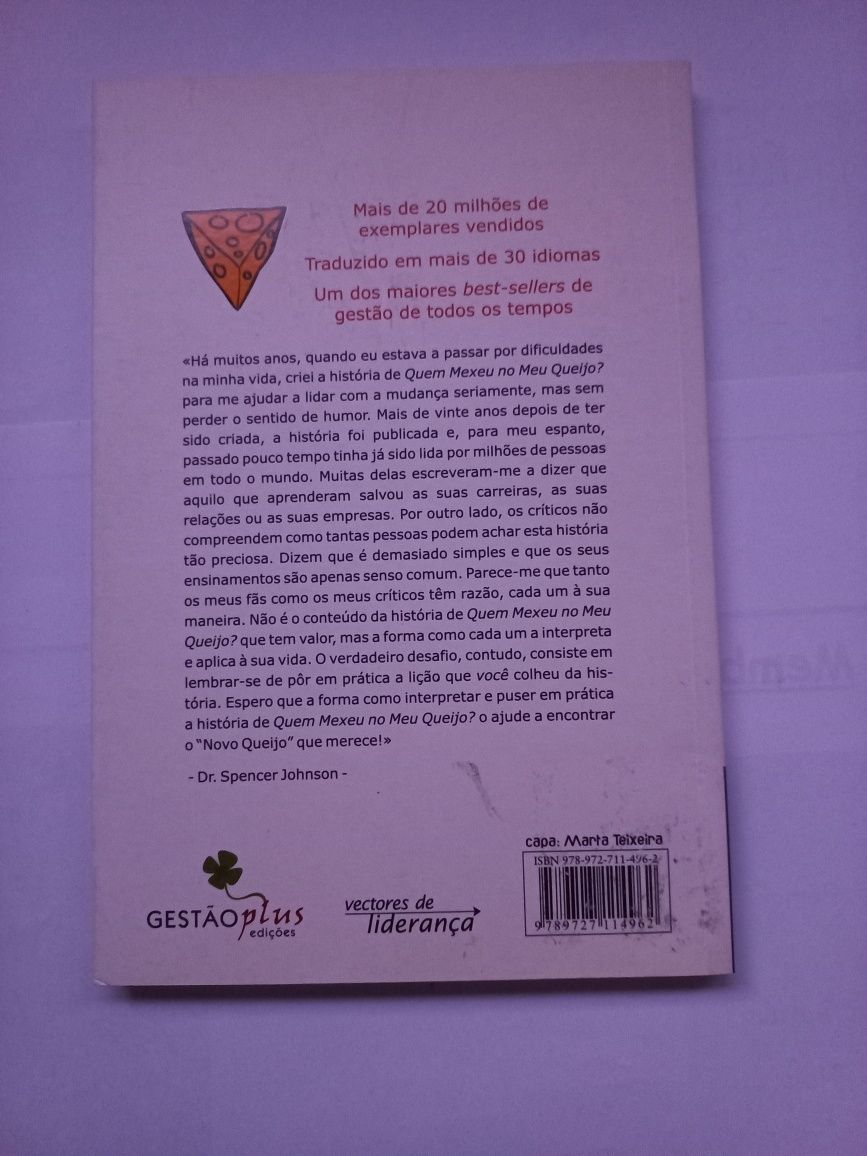 Mais de 20 milhões de
exemplares vendidos
Traduzido em mais de 30 idiomas
Um dos maiores best-sellers de
gestão de todos os tempos
«Há muitos anos, quando eu estava a passar por dificuldades
na minha vida, criei a história de Quem Mexeu no Meu Queijo?
para me ajudar a lidar com a mudança seriamente, mas sem
perder o sentido de humor. Mais de vinte anos depois de ter
sido criada, a história foi publicada e, para meu espanto,
passado pouco tempo tinha já sido lida por milhões de pessoas
em todo o mundo. Muitas delas escreveram-me a dizer que
aquilo que aprenderam salvou as suas carreiras, as suas
relações ou as suas empresas. Por outro lado, os críticos não
compreendem como tantas pessoas podem achar esta história
tão preciosa. Dizem que é demasiado simples e que os seus
ensinamentos são apenas senso comum. Parece-me que tanto
os meus fãs como os meus críticos têm razão, cada um à sua
maneira. Não é o conteúdo da história de Quem Mexeu no Meu
Queijo? que tem valor, mas a forma como cada um a interpreta
e aplica à sua vida. O verdadeiro desafio, contudo, consiste em
lembrar-se de pôr em prática a lição que você colheu da his-
tória. Espero que a forma como interpretar e puser em prática
a história de Quem Mexeu no Meu Queijo? o ajude a encontrar
o "Novo Queijo" que merece!»
- Dr. Spencer Johnson -
capa: Marta Teixeira
ISBN 978-972-711-496-2
9 789727 114962
GESTÃOplus
edições
vectores de
liderança